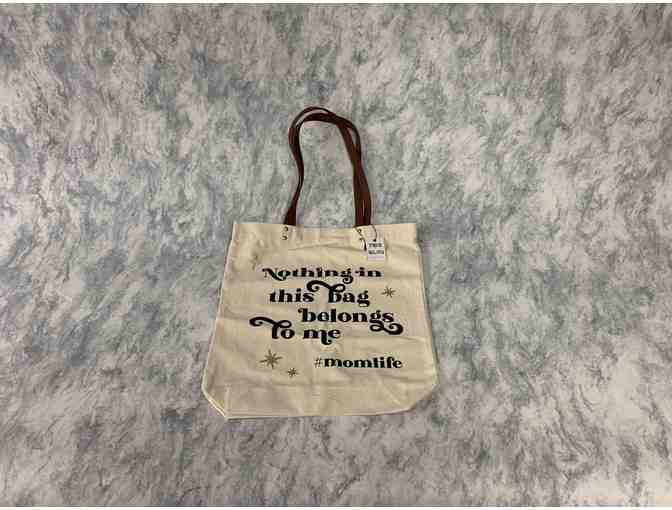 Nothing in
this bag
belongs
to me
#momlife